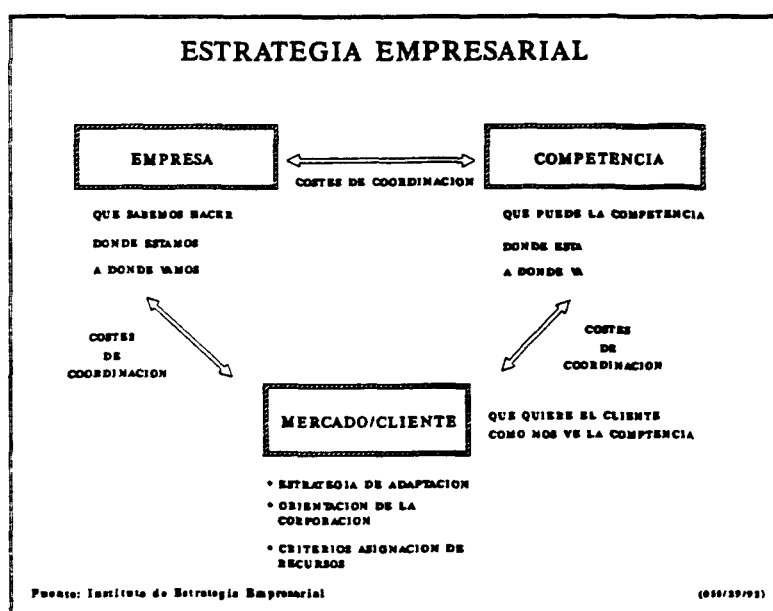 ESTRATEGIA EMPRESARIAL
EMPRESA
COMPETENCIA
COSTES DE COORDINACION
QUE SABEMOS HACER
DONDE ESTAMOS
A DONDE VAMOS
QUE PUEDE LA COMPETENCIA
DONDE ESTA
A DONDE VA
COSTES
DE
COORDINACION
COSTES
DE
COORDINACION
MERCADO/CLIENTE
QUE QUIERE EL CLIENTE
COMO NOS VE LA COMPTENCIA
* ESTRATEGIA DE ADAPTACION
* ORIENTACION DE LA
CORPORACION
* CRITERIOS ASIGNACION DE
RECURSOS
Fuente: Instituto de Estrategia Empresarial